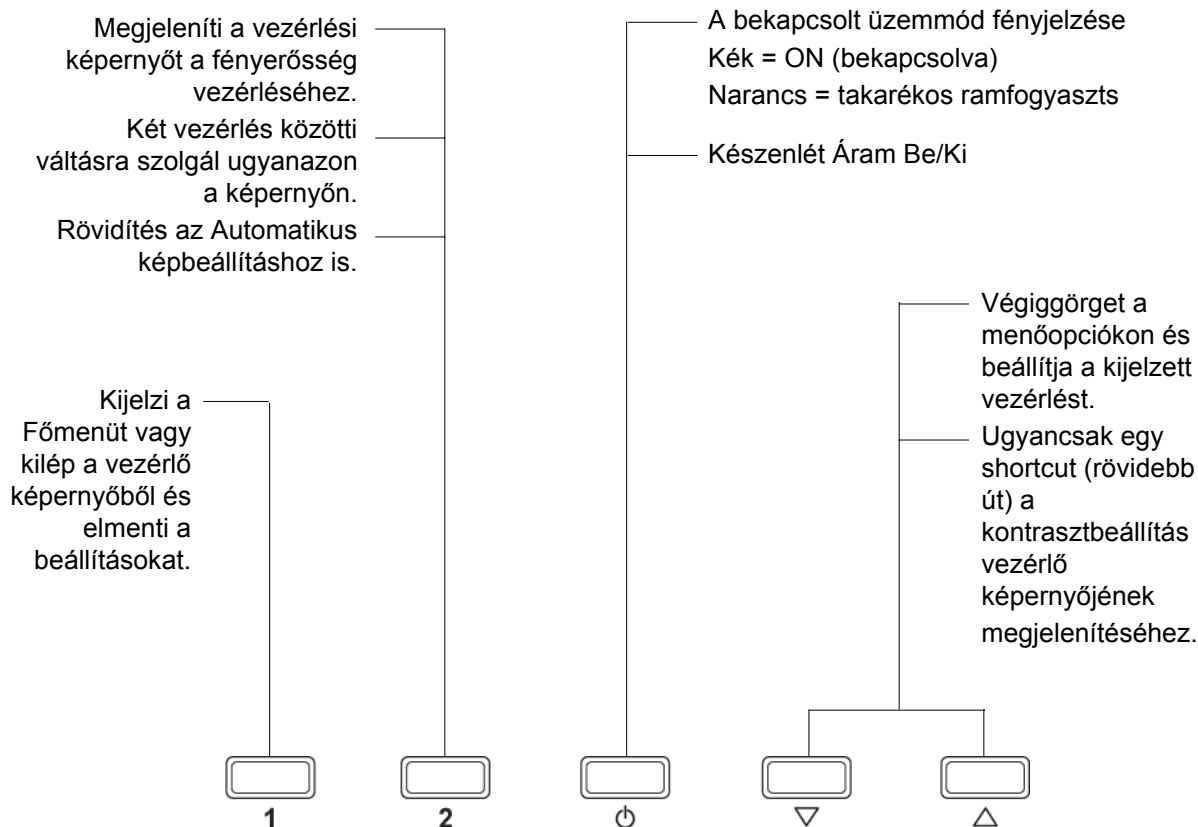 Megjeleníti a vezérlési
képernyőt a fényerősség
vezérléséhez.
Két vezérlés közötti
váltásra szolgál ugyanazon
a képernyőn.
Rövidítés az Automatikus
képbeállításhoz is.
A bekapcsolt üzemmód fényjelzése
Kék = ON (bekapcsolva)
Narancs = takarékos ramfogyaszts
Készenlét Áram Be/Ki
Végiggörget a
menőopciókon és
beállítja a kijelzett
vezérlést.
Ugyancsak egy
shortcut (rövidebb
út) a
kontrasztbeállítás
vezérlő
képernyőjének
megjelenítéséhez.
Kijelzi a
Főmenüt vagy
kilép a vezérlő
képernyőből és
elmenti a
beállításokat.
1
2